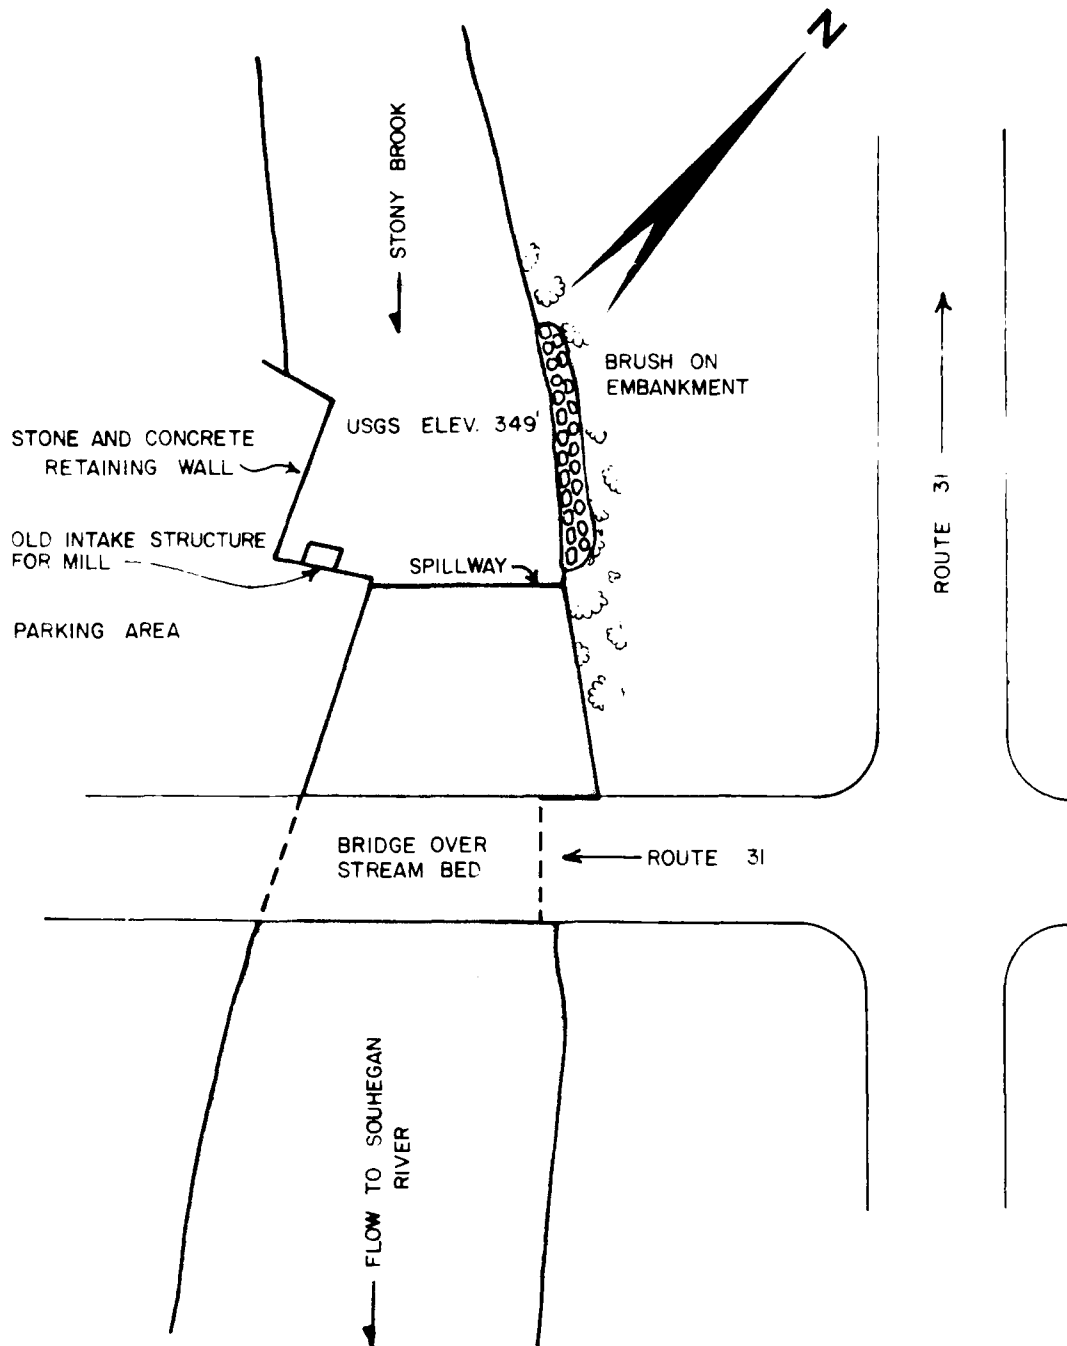 N
STONY BROOK
BRUSH ON
EMBANKMENT
USGS ELEV. 349'
STONE AND CONCRETE
RETAINING WALL
OLD INTAKE STRUCTURE
FOR MILL
SPILLWAY
PARKING AREA
ROUTE 31
BRIDGE OVER
STREAM BED
ROUTE 31
FLOW TO SOUHEGAN
RIVER